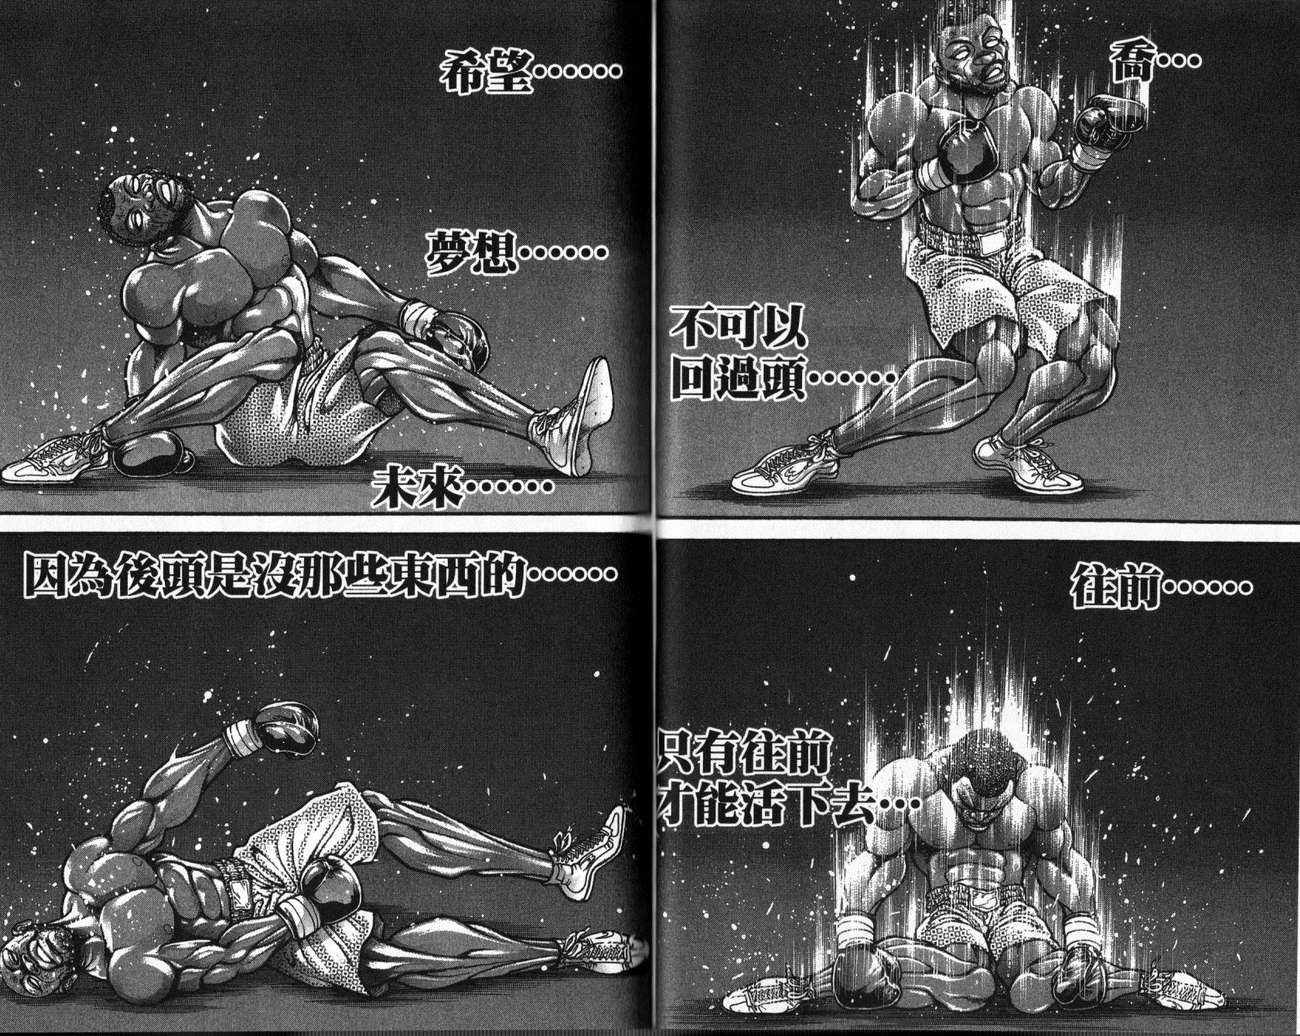 喬…
不可以
回過頭……
往前……
只有往前
才能活下去…
希望……
夢想……
未來……
因為後頭是沒那些東西的……